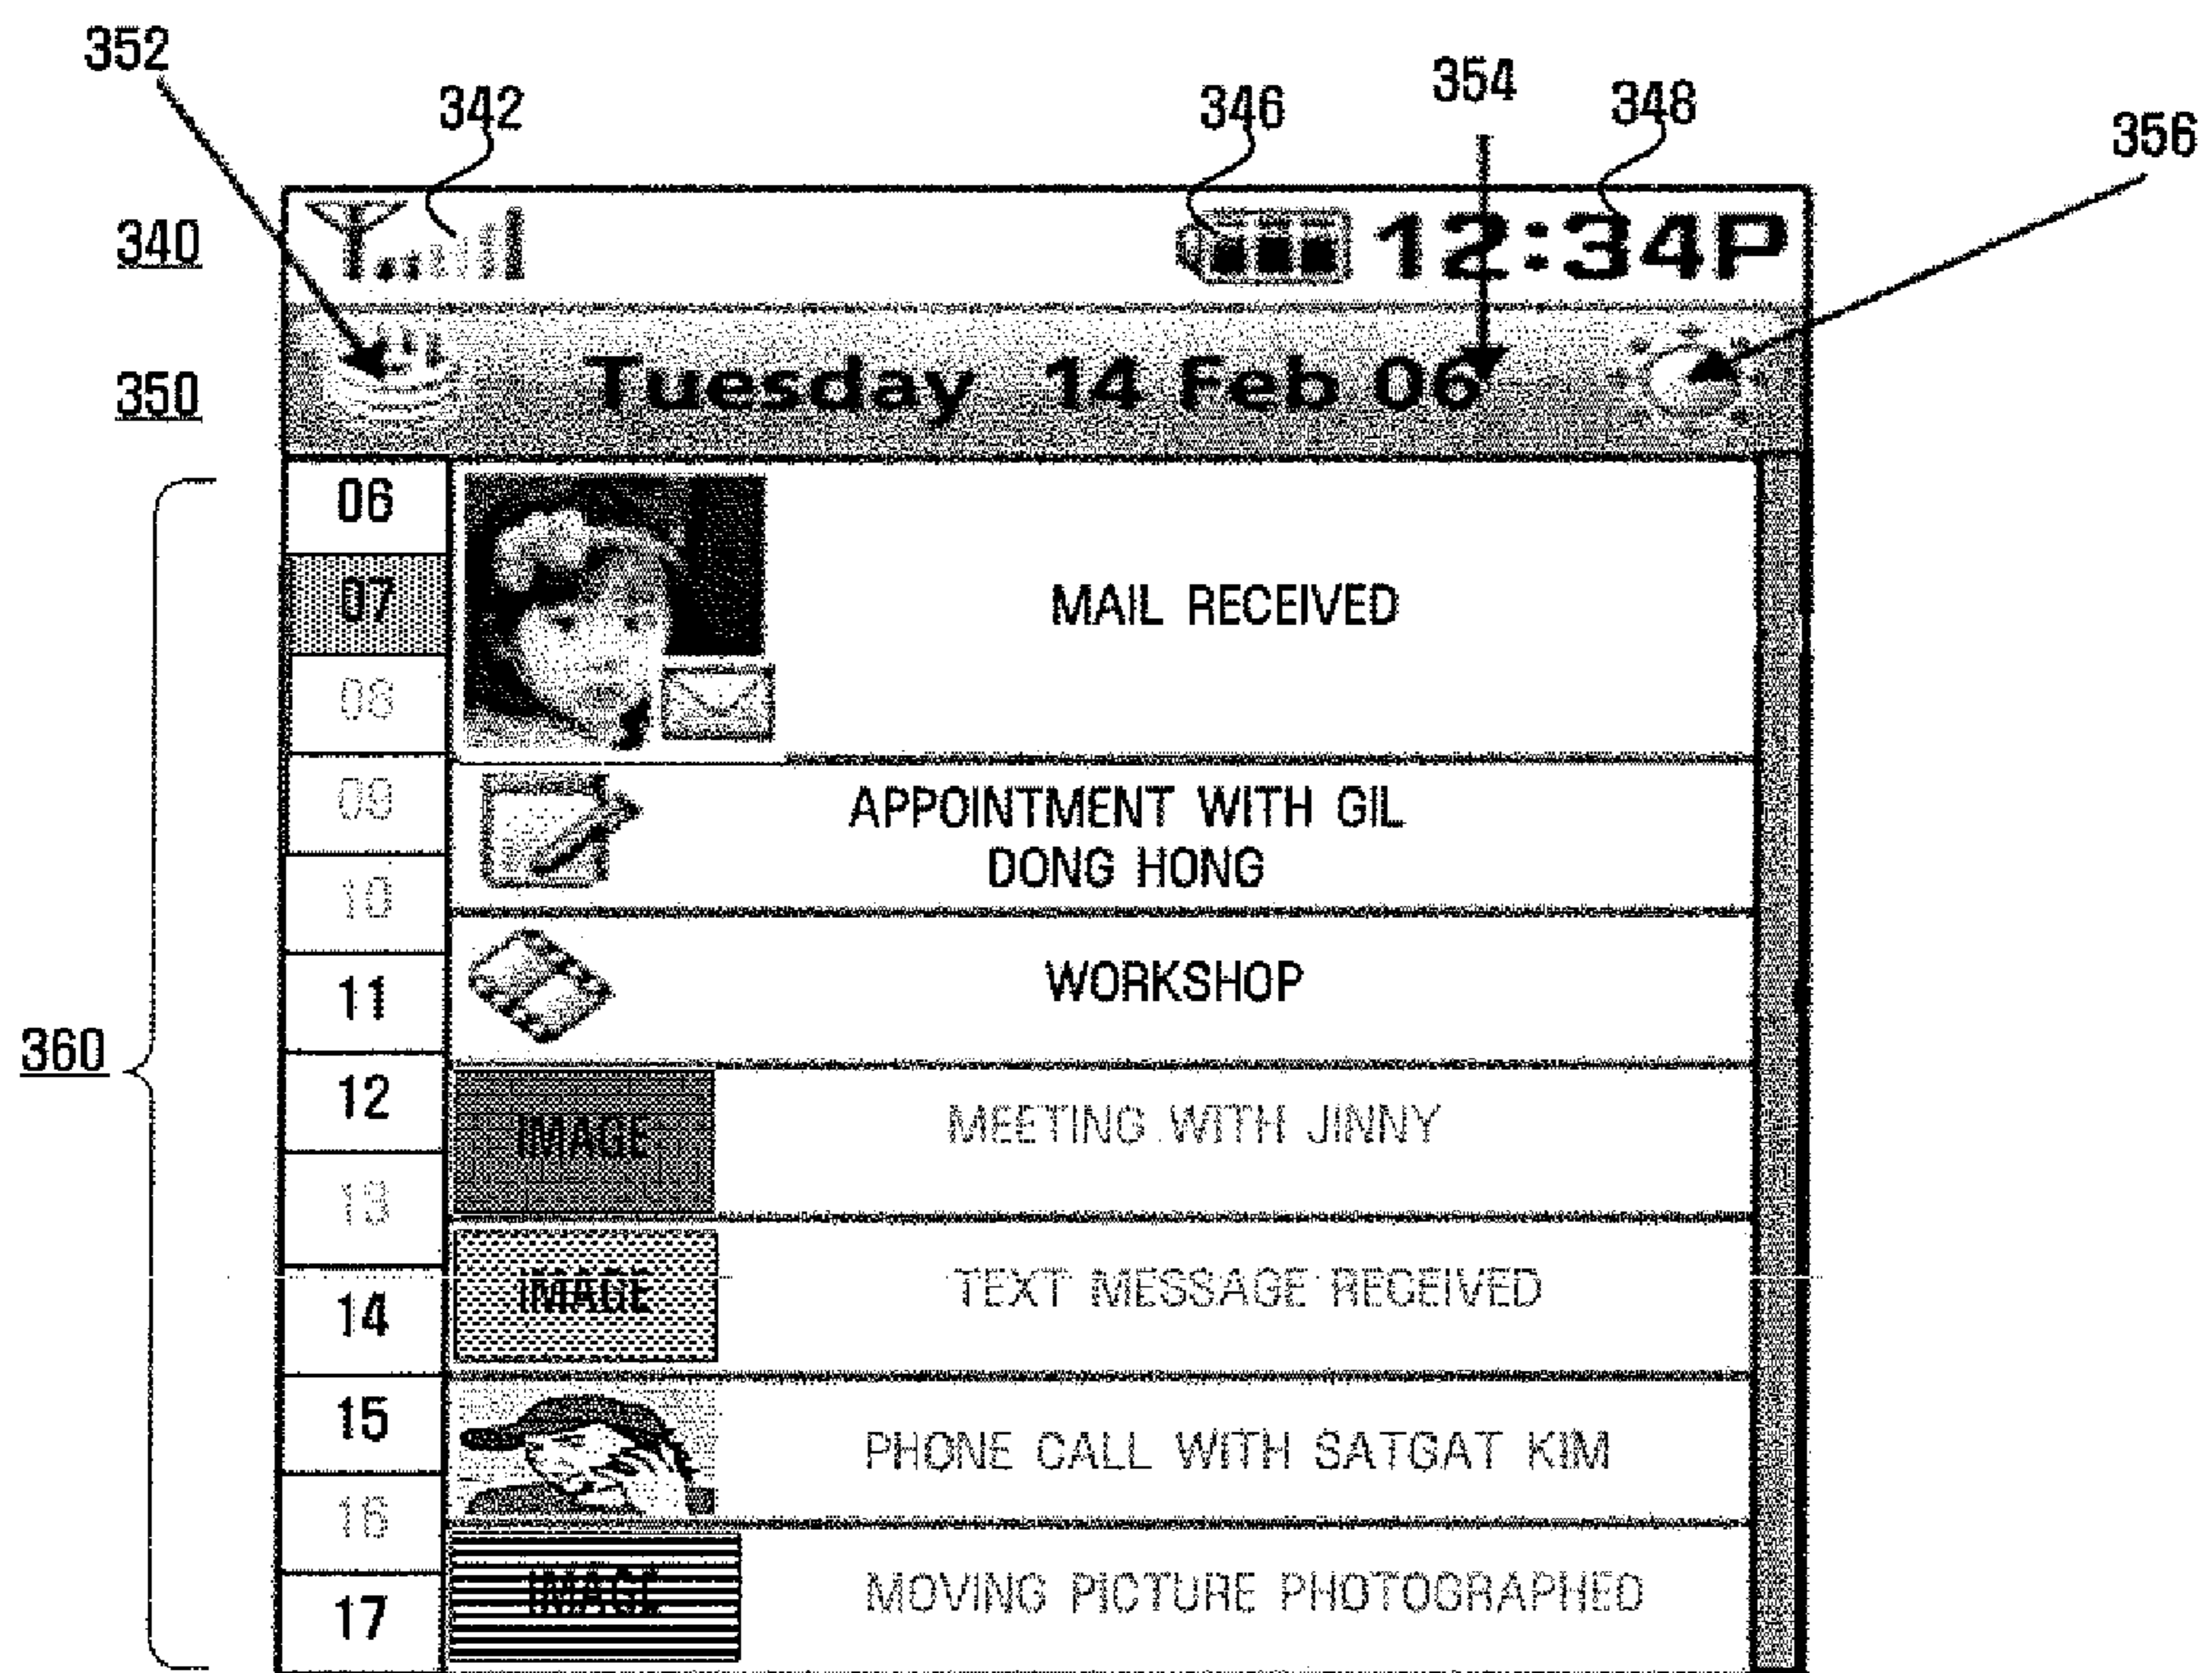 352
342
346
354
348
356
340
12:34P
350
Tuesday 14 Feb 06
360
06
07
08
09
10
11
12
13
14
15
16
17
MAIL RECEIVED
APPOINTMENT WITH GIL
DONG HONG
WORKSHOP
IMAGE
MEETING WITH JINNY
IMAGE
TEXT MESSAGE RECEIVED
PHONE CALL WITH SATGAT KIM
IMAGE
MOVING PICTURE PHOTOGRAPHED